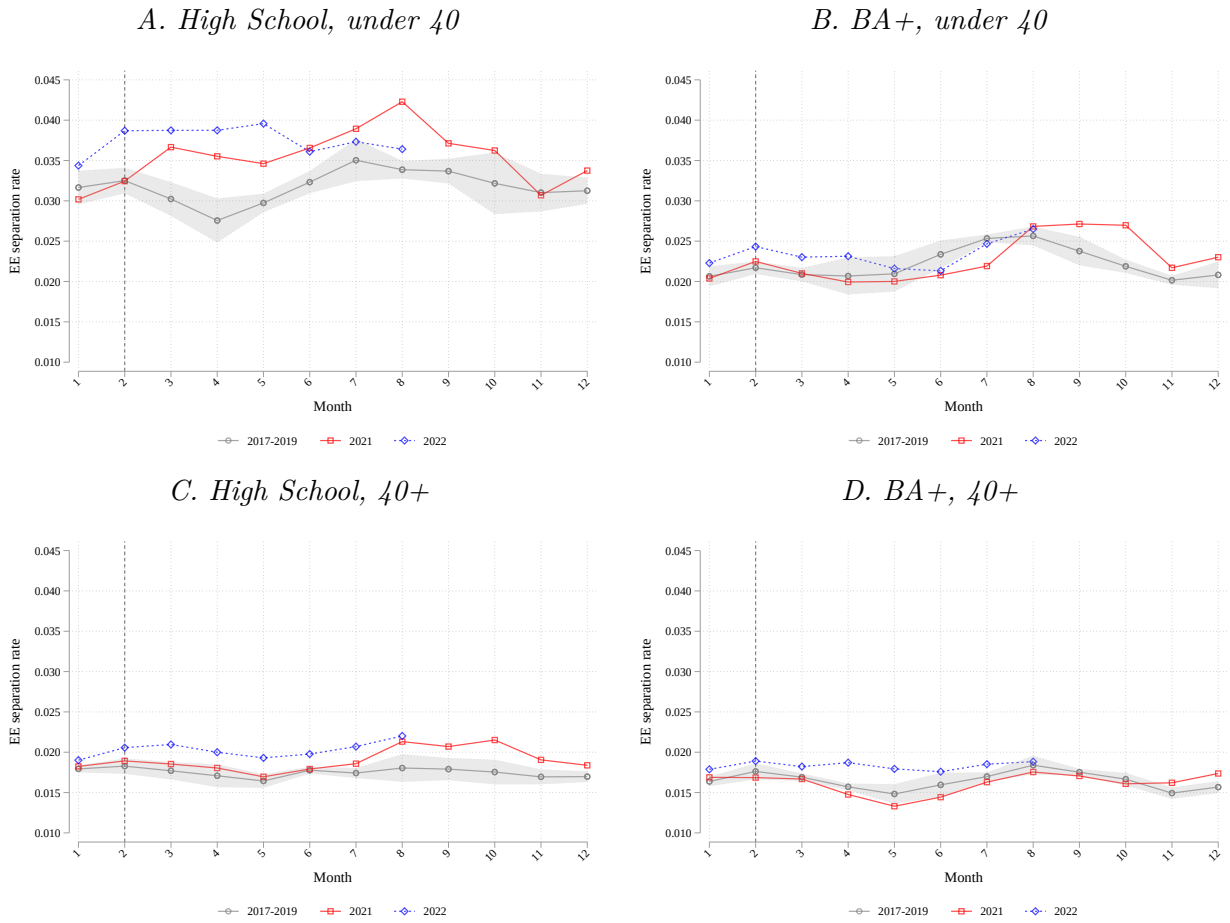 A. High School, under 40
EE separation rate
0.045
0.040
0.035
0.030
0.025
0.020
0.015
0.010
1 2 3 4 5 6 7 8 9 10 11 12
Month
2017-2019 2021 2022
B. BA+, under 40
EE separation rate
0.045
0.040
0.035
0.030
0.025
0.020
0.015
0.010
1 2 3 4 5 6 7 8 9 10 11 12
Month
2017-2019 2021 2022
C. High School, 40+
EE separation rate
0.045
0.040
0.035
0.030
0.025
0.020
0.015
0.010
1 2 3 4 5 6 7 8 9 10 11 12
Month
2017-2019 2021 2022
D. BA+, 40+
EE separation rate
0.045
0.040
0.035
0.030
0.025
0.020
0.015
0.010
1 2 3 4 5 6 7 8 9 10 11 12
Month
2017-2019 2021 2022